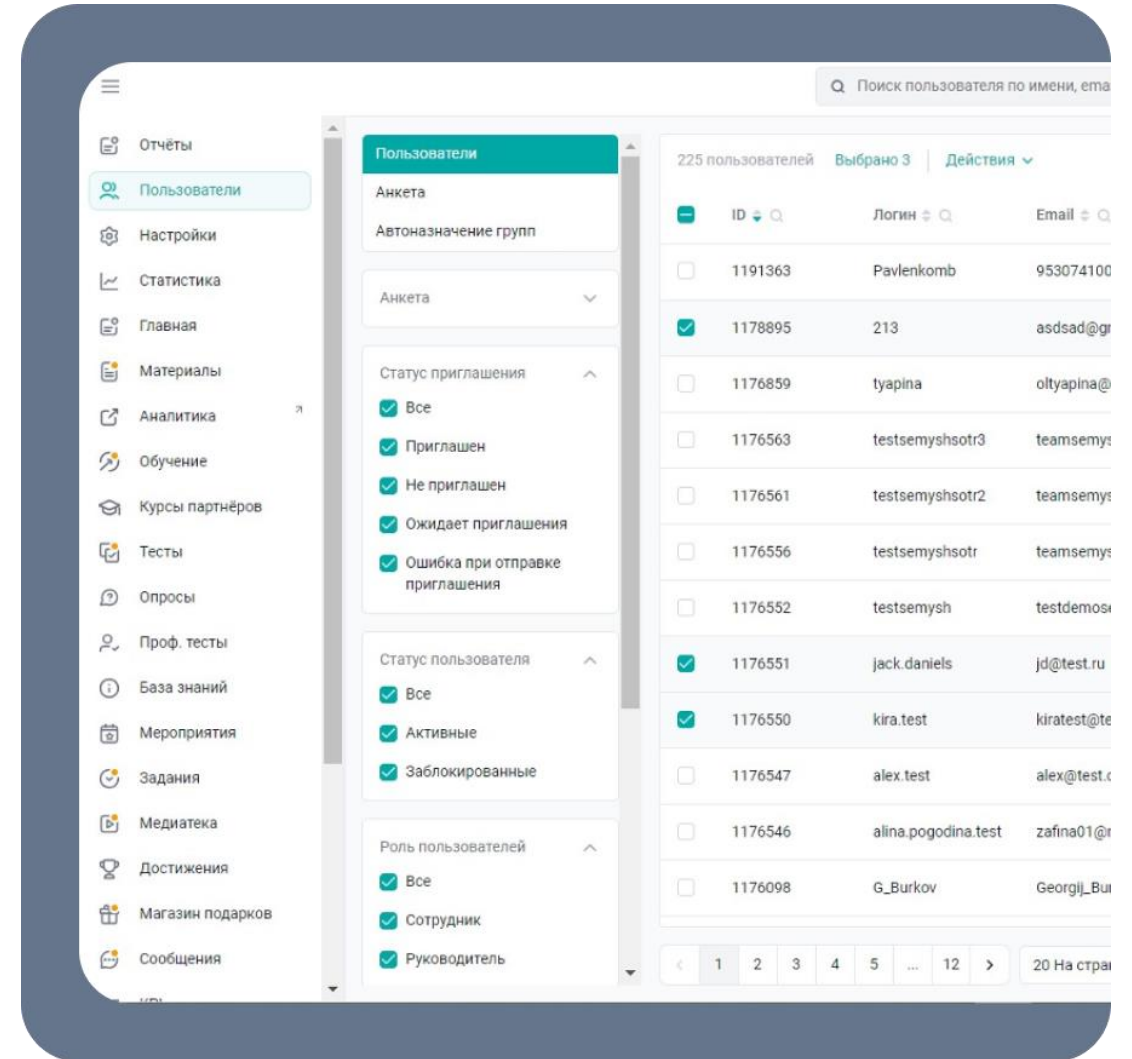 Поиск пользователя по имени, ema
Отчёты
Пользователи
Настройки
Статистика
Главная
Материалы
Аналитика
Обучение
Курсы партнёров
Тесты
Опросы
Проф. тесты
База знаний
Мероприятия
Задания
Медиатека
Достижения
Магазин подарков
Сообщения
Пользователи
Анкета
Автоназначение групп
Анкета
Статус приглашения
Все
Приглашен
Не приглашен
Ожидает приглашения
Ошибка при отправке
приглашения
Статус пользователя
Все
Активные
Заблокированные
Роль пользователей
Все
Сотрудник
Руководитель
225 пользователей Выбрано 3 Действия
ID Логин Email
1191363 Pavlenkomb 953074100
1178895 213 asdsad@gr
1176859 tyapina oltyapina@
1176563 testsemyshsotr3 teamsemys
1176561 testsemyshsotr2 teamsemys
1176556 testsemyshsotr teamsemys
1176552 testsemysh testdemose
1176551 jack.daniels jd@test.ru
1176550 kira.test kiratest@te
1176547 alex.test alex@test.c
1176546 alina.pogodina.test zafina01@r
1176098 G_Burkov Georgij_Bur
1 2 3 4 5 ... 12 20 На стран